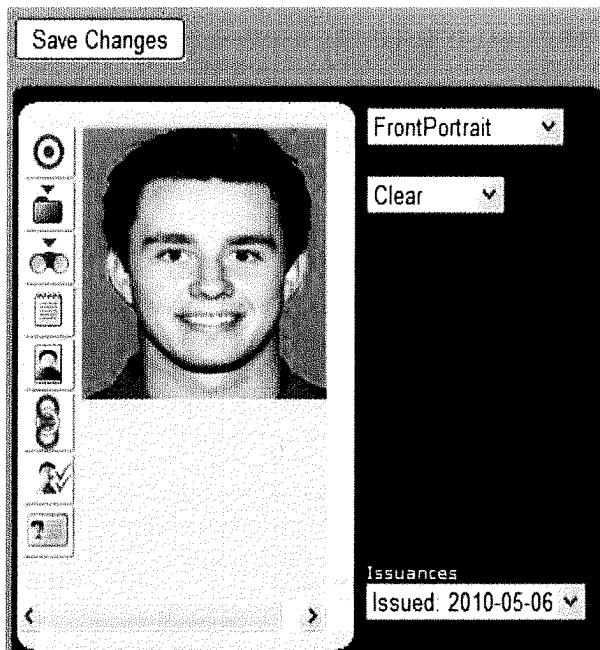 Save Changes
FrontPortrait
Clear
Issuances
Issued: 2010-05-06